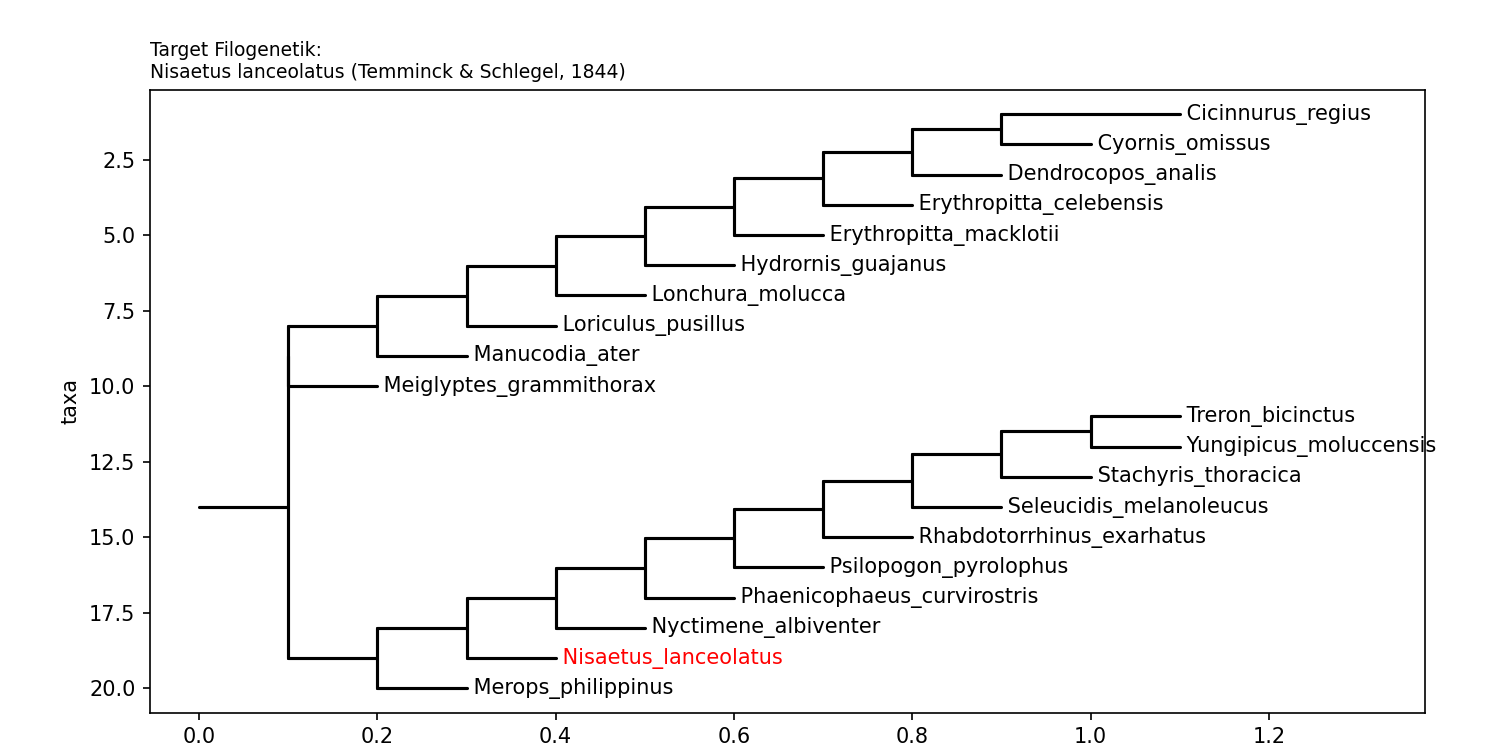 Target Filogenetik:
Nisaetus lanceolatus (Temminck & Schlegel, 1844)
Cicinnurus_regius
Cyornis_omissus
2.5
Dendrocopos_analis
Erythropitta_celebensis
5.0
Erythropitta_macklotii
Hydrornis_guajanus
Lonchura_molucca
7.5
Loriculus_pusillus
Manucodia_ater
taxa
10.0
Meiglyptes_grammithorax
Treron_bicinctus
Yungipicus_moluccensis
12.5
Stachyris_thoracica
Seleucidis_melanoleucus
15.0
Rhabdotorrhinus_exarhatus
Psilopogon_pyrolophus
Phaenicophaeus_curvirostris
17.5
Nyctimene_albiventer
Nisaetus_lanceolatus
20.0
Merops_philippinus
0.0 0.2 0.4 0.6 0.8 1.0 1.2